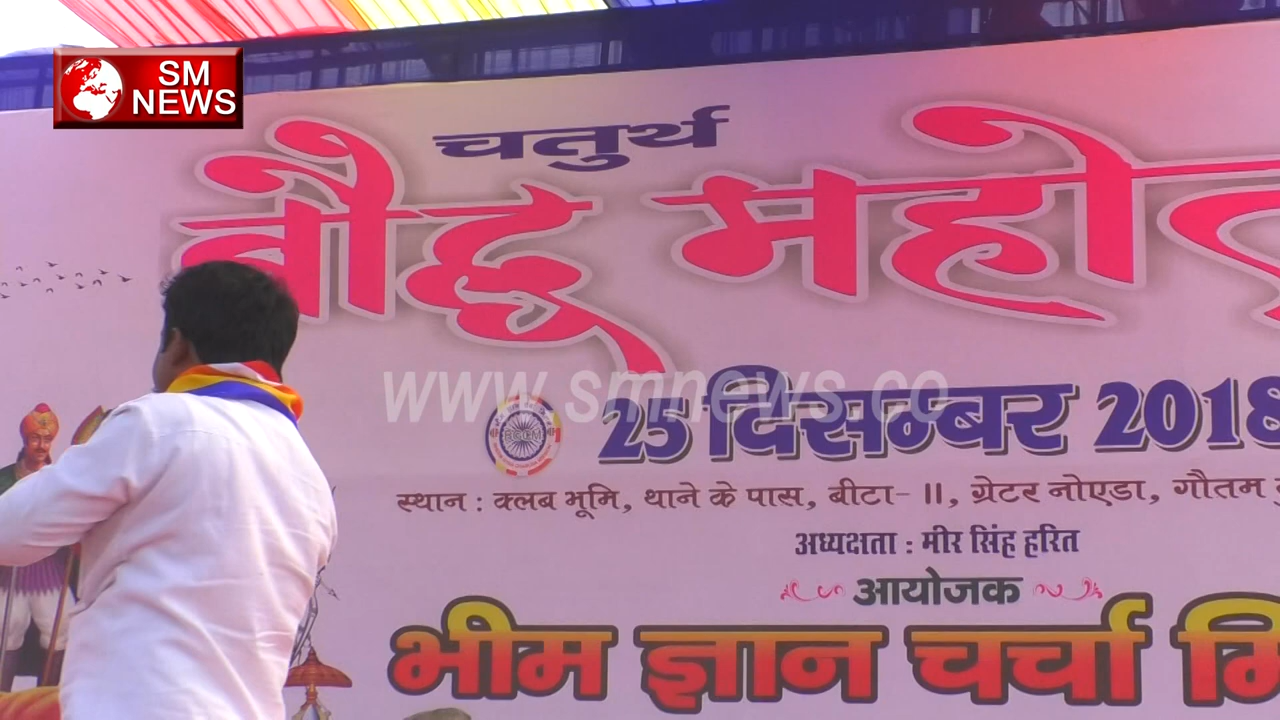 SM
NEWS
चतुर्थ
बौद्ध
www.smnews.co
25 दिसम्बर 2018
स्थान : क्लब भूमि, थाने के पास, बीटा- II, ग्रेटर नोएडा, गौतम
अध्यक्षता : मीर सिंह हरित
आयोजक
भीम ज्ञान चर्चा